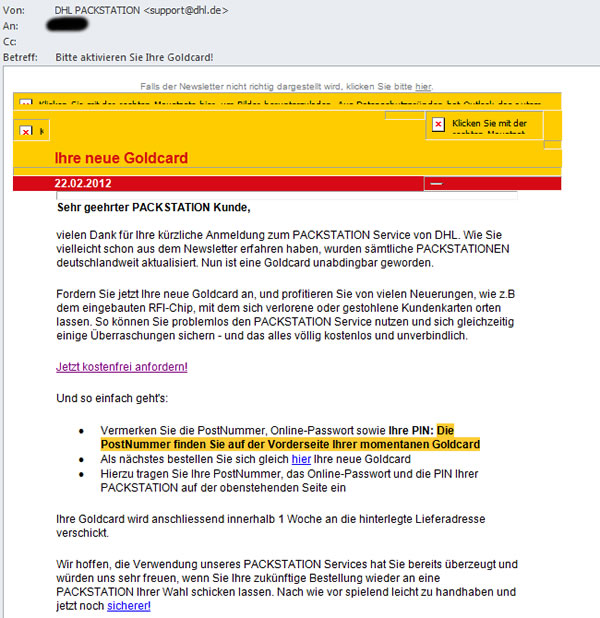 Von: DHL PACKSTATION <support@dhl.de>
An:
Cc:
Betreff: Bitte aktivieren Sie Ihre Goldcard!
Falls der Newsletter nicht richtig dargestellt wird, klicken Sie bitte hier.
Klicken Sie mit der rechten Maustaste hier, um Bilder herunterzuladen. Aus Datenschutzgründen hat Outlook den autom
K
Klicken Sie mit der
rechten Maustast
Ihre neue Goldcard
22.02.2012 —
Sehr geehrter PACKSTATION Kunde,
vielen Dank für Ihre kürzliche Anmeldung zum PACKSTATION Service von DHL. Wie Sie
vielleicht schon aus dem Newsletter erfahren haben, wurden sämtliche PACKSTATIONEN
deutschlandweit aktualisiert. Nun ist eine Goldcard unabdingbar geworden.
Fordern Sie jetzt Ihre neue Goldcard an, und profitieren Sie von vielen Neuerungen, wie z.B
dem eingebauten RFI-Chip, mit dem sich verlorene oder gestohlene Kundenkarten orten
lassen. So können Sie problemlos den PACKSTATION Service nutzen und sich gleichzeitig
einige Überraschungen sichern - und das alles völlig kostenlos und unverbindlich.
Jetzt kostenfrei anfordern!
Und so einfach geht's:
• Vermerken Sie die PostNummer, Online-Passwort sowie Ihre PIN: Die
PostNummer finden Sie auf der Vorderseite Ihrer momentanen Goldcard
• Als nächstes bestellen Sie sich gleich hier Ihre neue Goldcard
• Hierzu tragen Sie Ihre PostNummer, das Online-Passwort und die PIN Ihrer
PACKSTATION auf der obenstehenden Seite ein
Ihre Goldcard wird anschliessend innerhalb 1 Woche an die hinterlegte Lieferadresse
verschickt.
Wir hoffen, die Verwendung unseres PACKSTATION Services hat Sie bereits überzeugt und
würden uns sehr freuen, wenn Sie Ihre zukünftige Bestellung wieder an eine
PACKSTATION Ihrer Wahl schicken lassen. Nach wie vor spielend leicht zu handhaben und
jetzt noch sicherer!